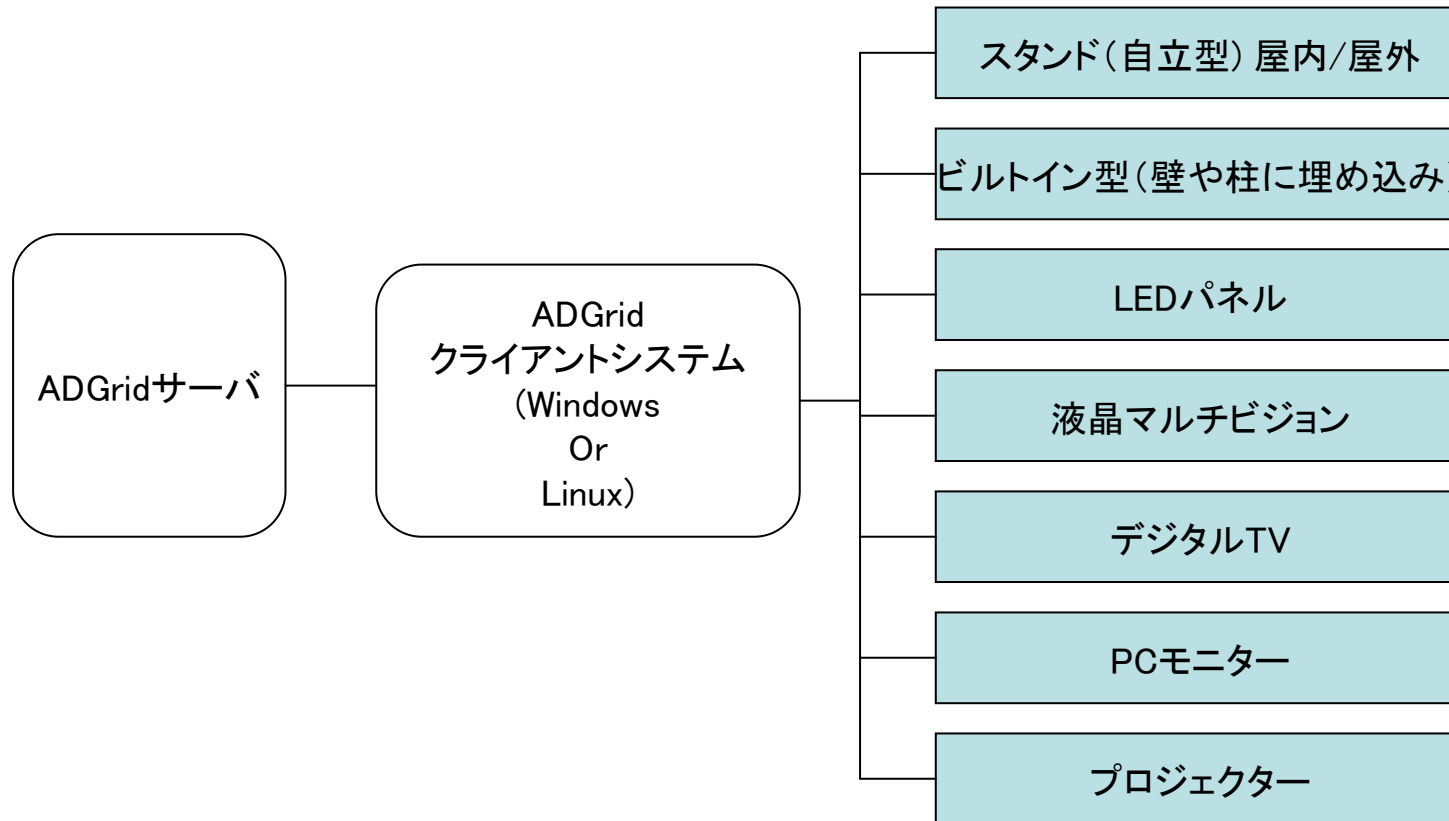 スタンド（自立型）屋内/屋外
ビルトイン型（壁や柱に埋め込み）
LEDパネル
液晶マルチビジョン
デジタルTV
PCモニター
プロジェクター
ADGridサーバ
ADGrid
クライアントシステム
(Windows
Or
Linux)